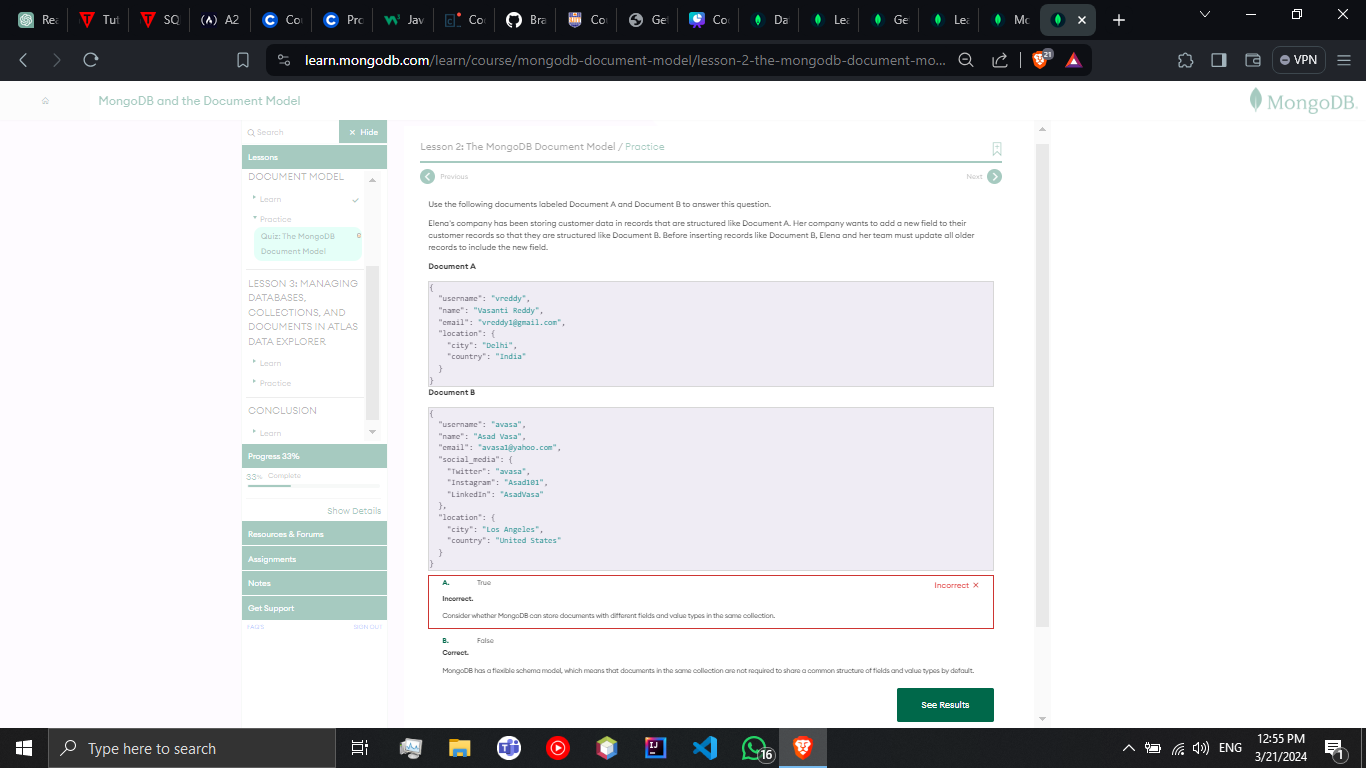 Rea
Tut
SQ
A2
Co
Pro
Jav
Co
Bra
Co
Get
Coo
Da
Lea
Ge
Lea
Mo
learn.mongodb.com/learn/course/mongodb-document-model/lesson-2-the-mongodb-document-mo...
21
VPN
MongoDB and the Document Model
MongoDB.
Search
× Hide
Lessons
DOCUMENT MODEL
Learn
Practice
Quiz: The MongoDB
Document Model
0
LESSON 3: MANAGING
DATABASES,
COLLECTIONS, AND
DOCUMENTS IN ATLAS
DATA EXPLORER
Learn
Practice
CONCLUSION
Learn
Progress 33%
33% Complete
Show Details
Resources & Forums
Assignments
Notes
Get Support
FAQS SIGN OUT
Lesson 2: The MongoDB Document Model / Practice
Previous
Next
Use the following documents labeled Document A and Document B to answer this question.
Elena's company has been storing customer data in records that are structured like Document A. Her company wants to add a new field to their
customer records so that they are structured like Document B. Before inserting records like Document B, Elena and her team must update all older
records to include the new field.
Document A
{
"username": "vreddy",
"name": "Vasanti Reddy",
"email": "vreddy1@gmail.com",
"location": {
"city": "Delhi",
"country": "India"
}
}
Document B
{
"username": "avasa",
"name": "Asad Vasa",
"email": "avasa1@yahoo.com",
"social_media": {
"Twitter": "avasa",
"Instagram": "Asad101",
"LinkedIn": "AsadVasa"
},
"location": {
"city": "Los Angeles",
"country": "United States"
}
}
A. True
Incorrect ×
Incorrect.
Consider whether MongoDB can store documents with different fields and value types in the same collection.
B. False
Correct.
MongoDB has a flexible schema model, which means that documents in the same collection are not required to share a common structure of fields and value types by default.
See Results
Type here to search
16
ENG
12:55 PM
3/21/2024
1